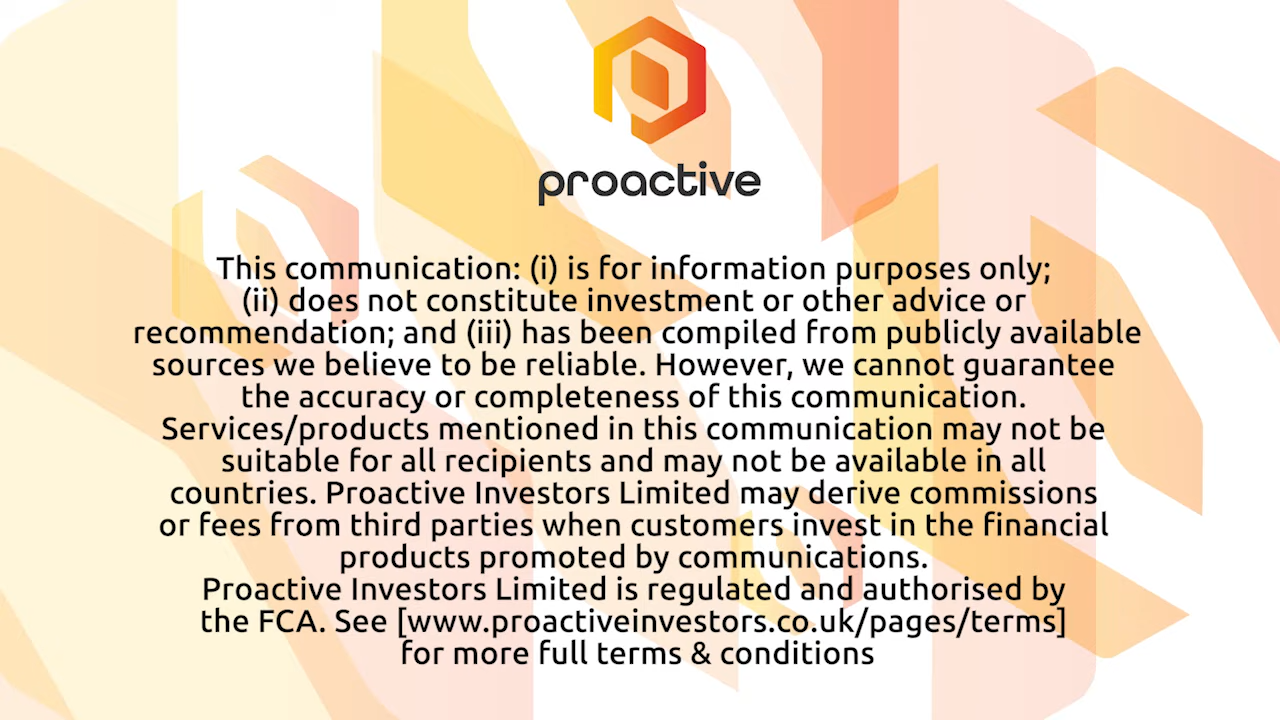 proactive
This communication: (i) is for information purposes only;
(ii) does not constitute investment or other advice or
recommendation; and (iii) has been compiled from publicly available
sources we believe to be reliable. However, we cannot guarantee
the accuracy or completeness of this communication.
Services/products mentioned in this communication may not be
suitable for all recipients and may not be available in all
countries. Proactive Investors Limited may derive commissions
or fees from third parties when customers invest in the financial
products promoted by communications.
Proactive Investors Limited is regulated and authorised by
the FCA. See [www.proactiveinvestors.co.uk/pages/terms]
for more full terms & conditions